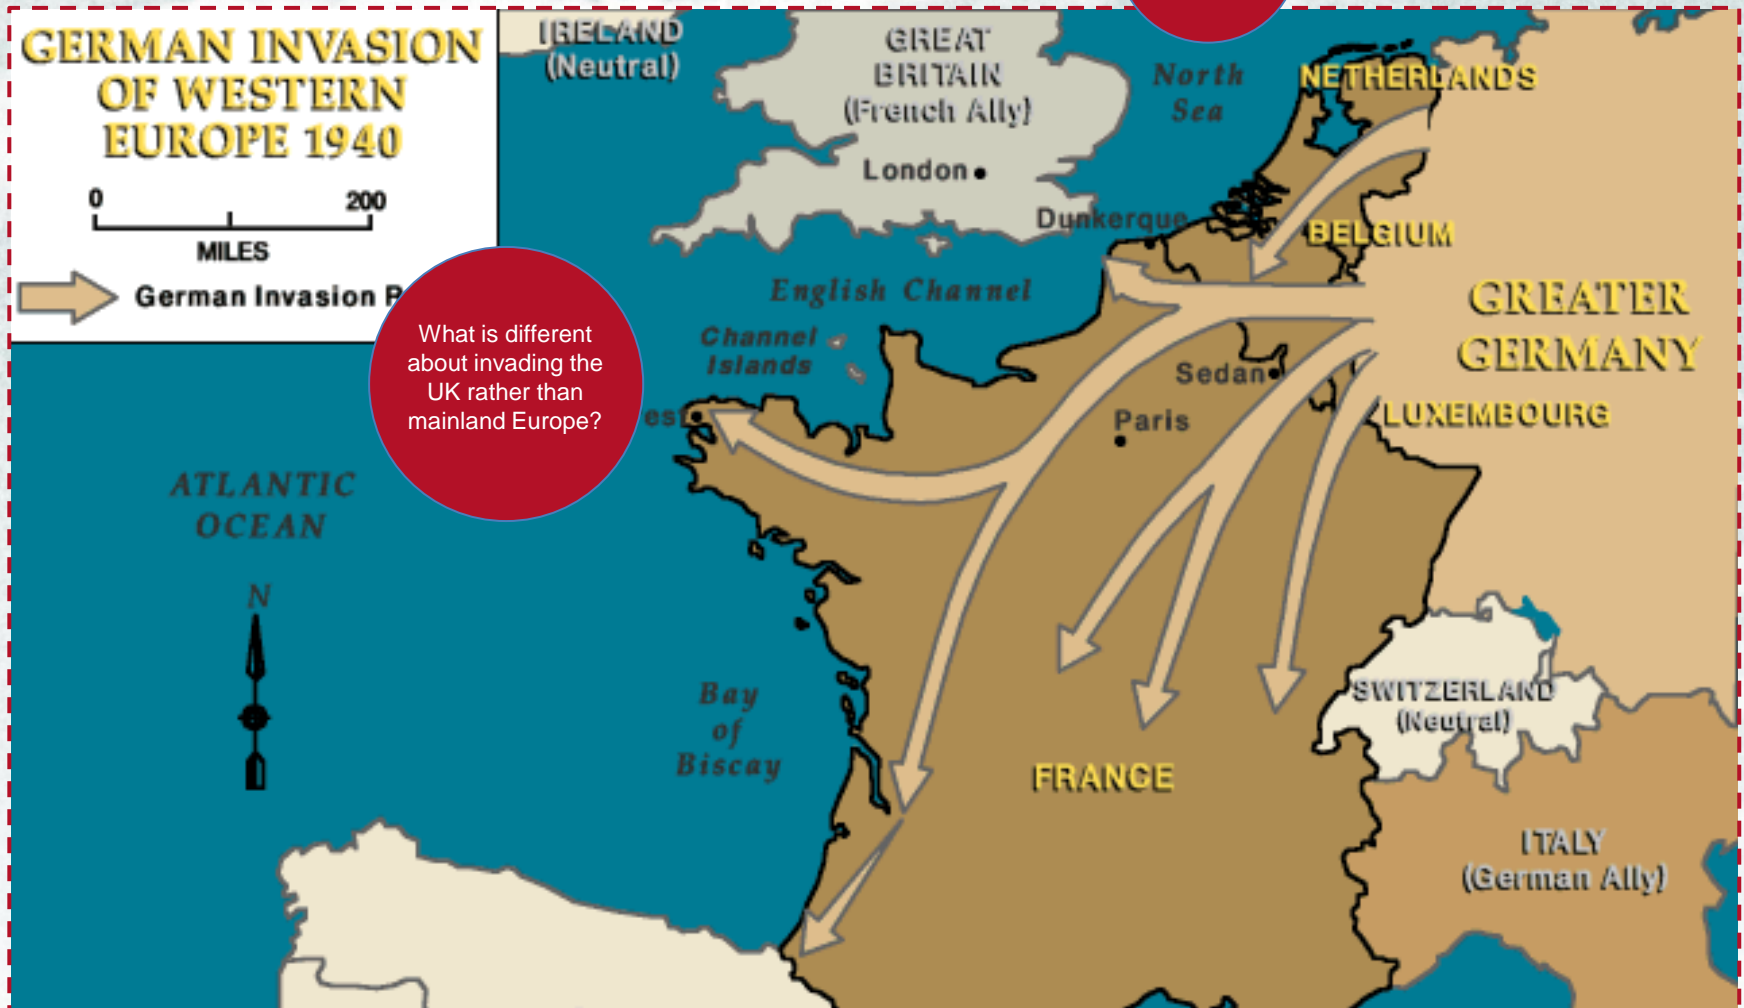 GERMAN INVASION
OF WESTERN
EUROPE 1940
0 200
MILES
German Invasion
What is different
about invading the
UK rather than
mainland Europe?
IRELAND
(Neutral)
GREAT
BRITAIN
(French Ally)
London
North
Sea
NETHERLANDS
Dunkerque
BELGIUM
English Channel
Channel
Islands
GREATER
GERMANY
Sedan
LUXEMBOURG
Paris
ATLANTIC
OCEAN
N
Bay
of
Biscay
SWITZERLAND
(Neutral)
FRANCE
ITALY
(German Ally)